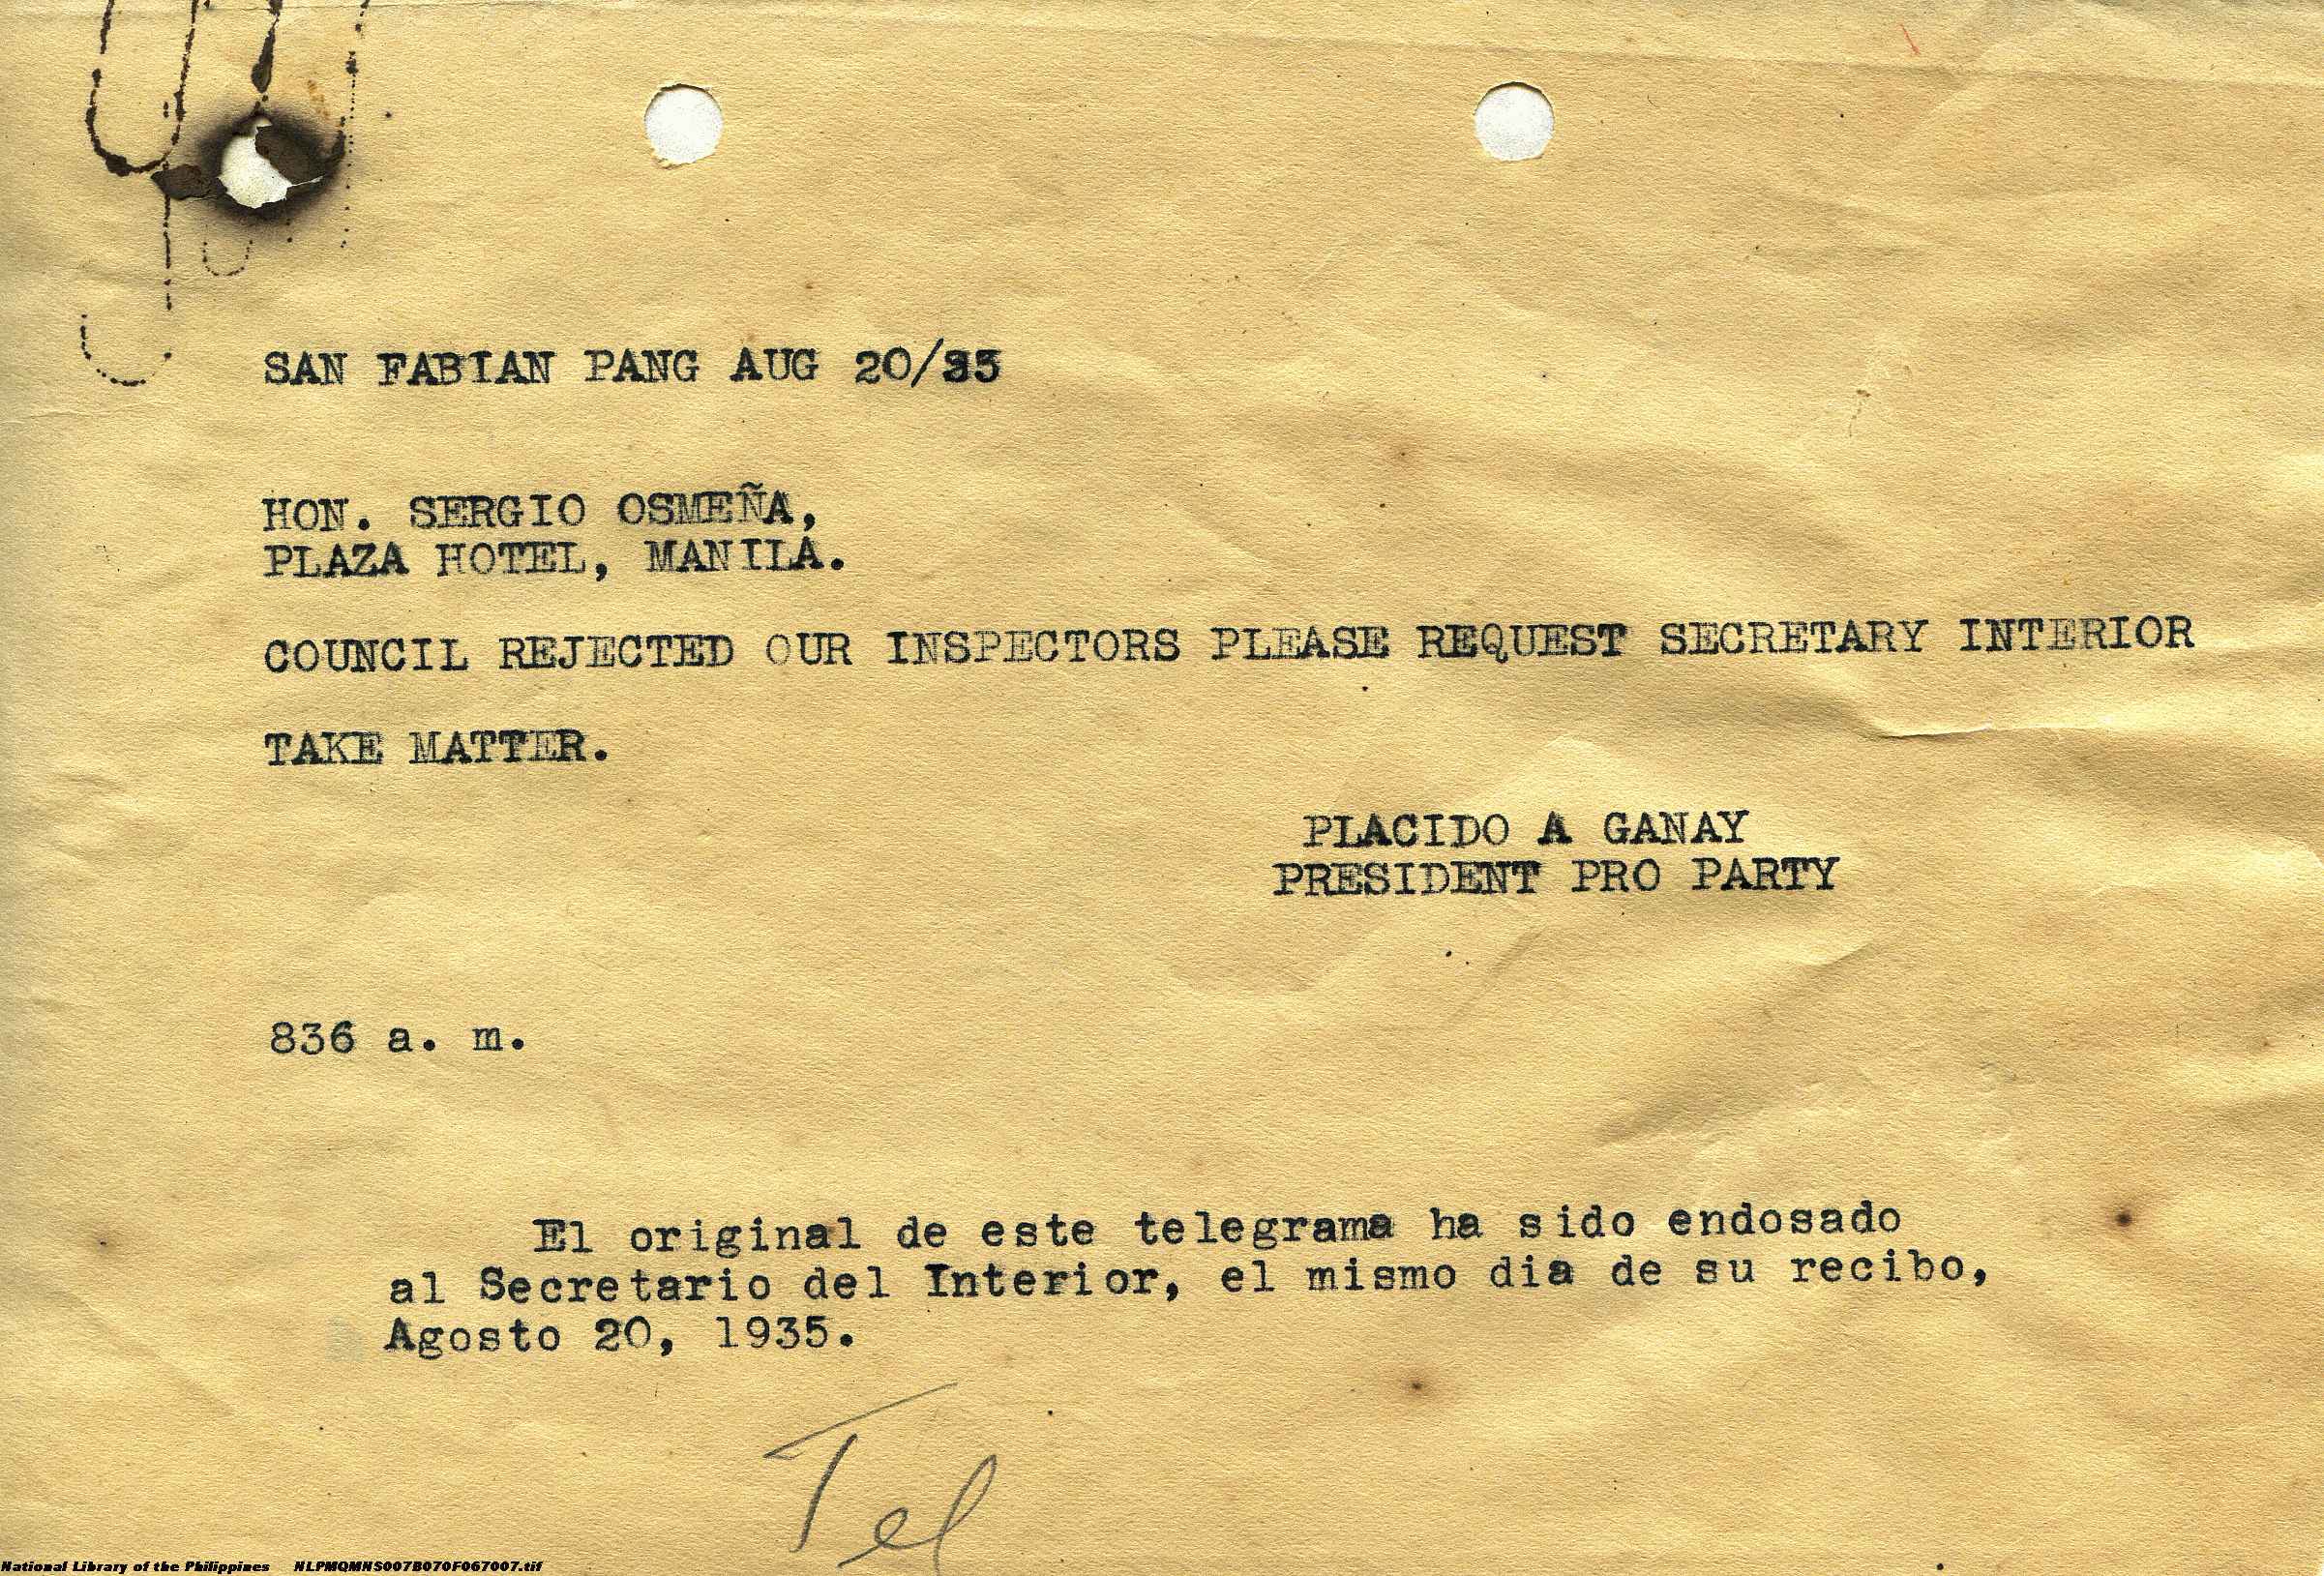 SAN FABIAN PANG AUG 20/35
HON. SERGIO OSMEÑA,
PLAZA HOTEL, MANILA.
COUNCIL REJECTED OUR INSPECTORS PLEASE REQUEST SECRETARY INTERIOR
TAKE MATTER.
PLACIDO A GANAY
PRESIDENT PRO PARTY
836 a. m.
El original de este telegrama ha sido endosado
al Secretario del Interior, el mismo dia de su recibo,
Agosto 20, 1935.
Tel
National Library of the Philippines NLPMQMNS007B070F067007.tif